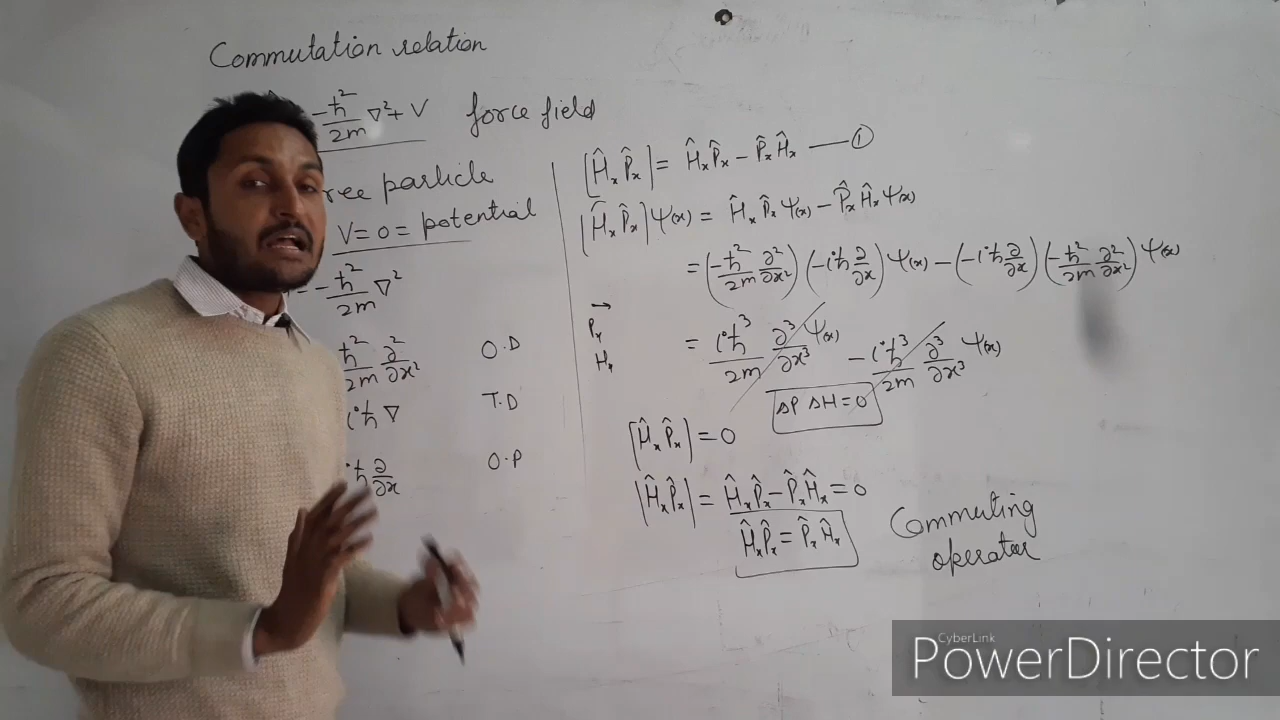 Commutation relation
-ħ²/2m ∇² + V force field
ree particle
V = 0 = potential
= -ħ²/2m ∇²
ħ²/2m ∂²/∂x² O.D
iħ ∇ T.D
iħ ∂/∂x O.P
[Ĥx P̂x] = Ĥx P̂x - P̂x Ĥx — ①
[Ĥx P̂x] Ψ(x) = Ĥx P̂x Ψ(x) - P̂x Ĥx Ψ(x)
= (-ħ²/2m ∂²/∂x²) (-iħ ∂/∂x) Ψ(x) - (-iħ ∂/∂x) (-ħ²/2m ∂²/∂x²) Ψ(x)
→
Px
Hx
= iħ³/2m ∂³/∂x³ Ψ(x) - iħ³/2m ∂³/∂x³ Ψ(x)
ΔP ΔH = 0
[Ĥx P̂x] = 0
[Ĥx P̂x] = Ĥx P̂x - P̂x Ĥx = 0
Ĥx P̂x = P̂x Ĥx
Commuting
operator
CyberLink
PowerDirector